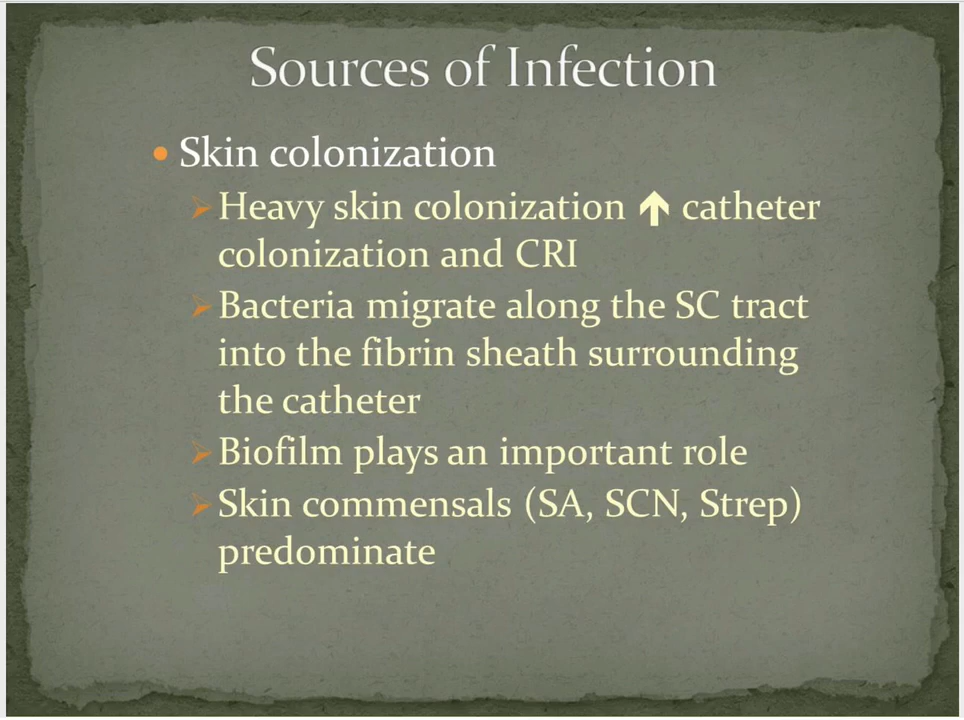 Sources of Infection
• Skin colonization
➢Heavy skin colonization ⬆ catheter
colonization and CRI
➢Bacteria migrate along the SC tract
into the fibrin sheath surrounding
the catheter
➢Biofilm plays an important role
➢Skin commensals (SA, SCN, Strep)
predominate